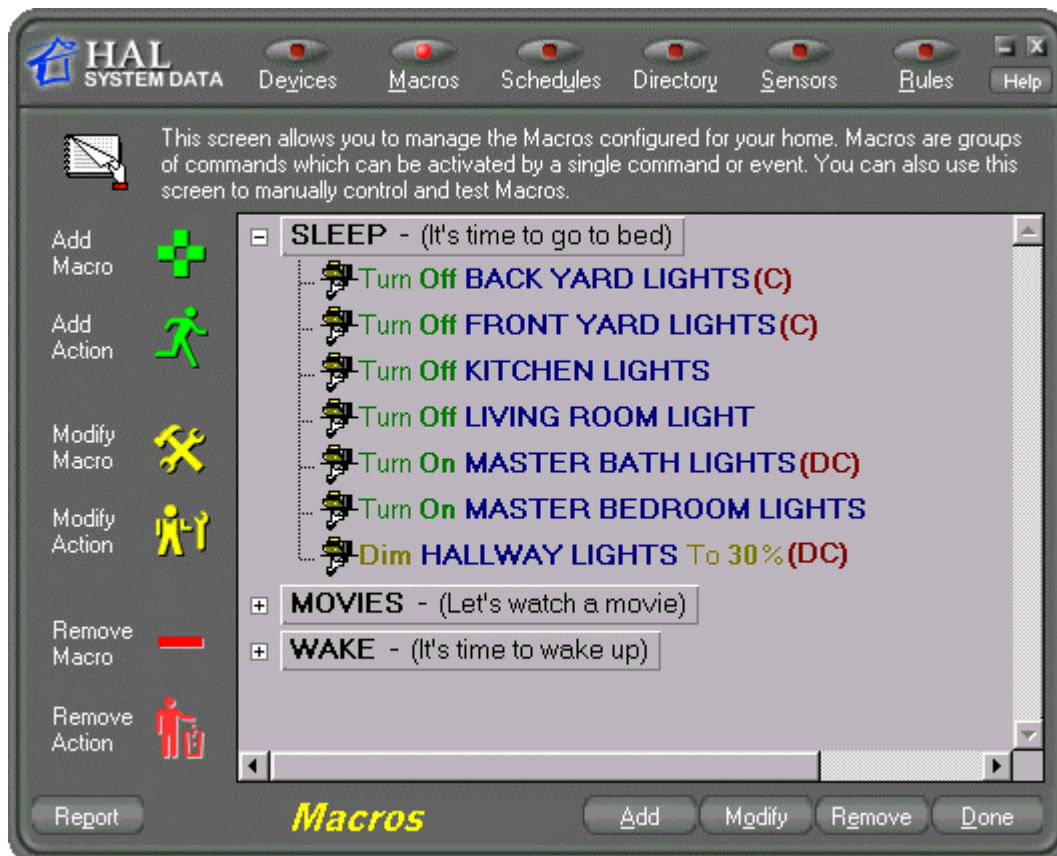 HAL
SYSTEM DATA
Devices
Macros
Schedules
Directory
Sensors
Rules
X
Help
This screen allows you to manage the Macros configured for your home. Macros are groups
of commands which can be activated by a single command or event. You can also use this
screen to manually control and test Macros.
Add
Macro
Add
Action
Modify
Macro
Modify
Action
Remove
Macro
Remove
Action
SLEEP - (It's time to go to bed)
Turn Off BACK YARD LIGHTS(C)
Turn Off FRONT YARD LIGHTS(C)
Turn Off KITCHEN LIGHTS
Turn Off LIVING ROOM LIGHT
Turn On MASTER BATH LIGHTS(DC)
Turn On MASTER BEDROOM LIGHTS
Dim HALLWAY LIGHTS To 30%(DC)
MOVIES - (Let's watch a movie)
WAKE - (It's time to wake up)
Report
Macros
Add
Modify
Remove
Done